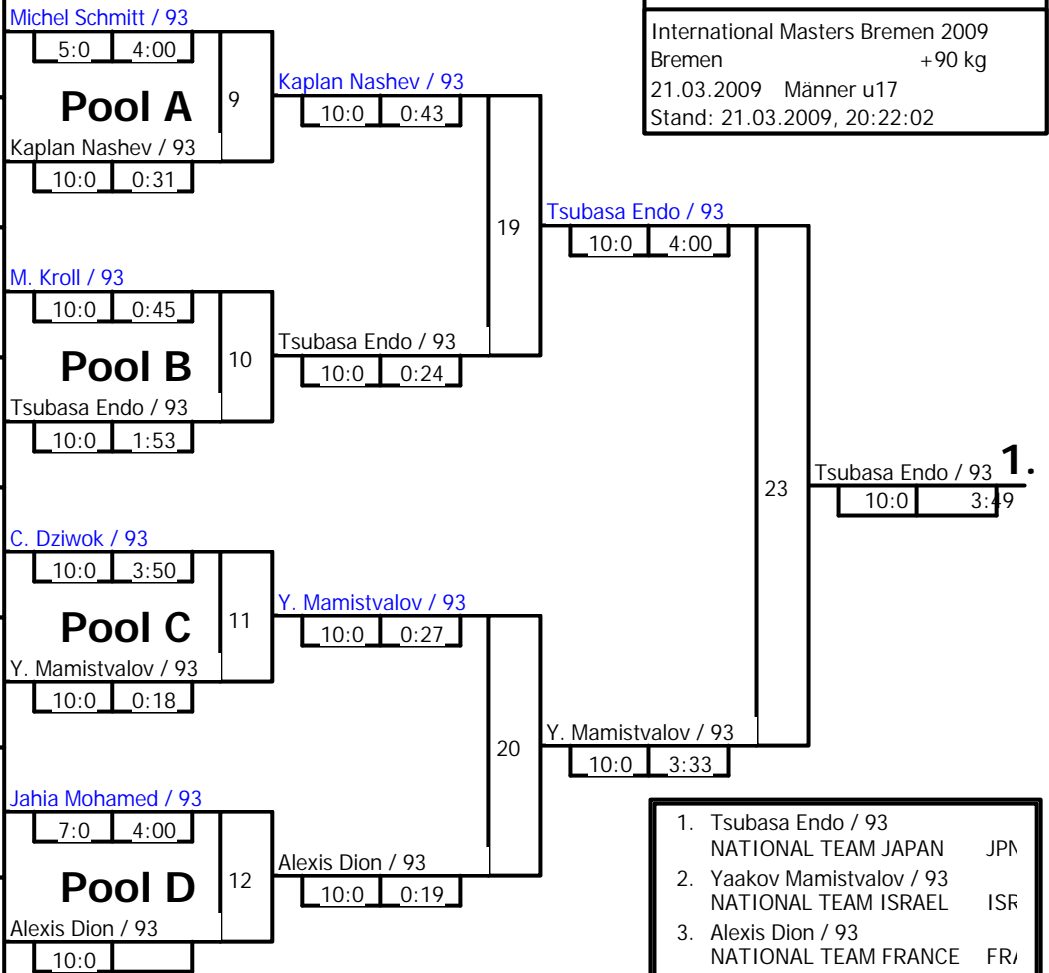 International Masters Bremen 2009
Bremen +90 kg
21.03.2009 Männer u17
Stand: 21.03.2009, 20:22:02
Michel Schmitt / 93
5:0 4:00
Pool A
9
Kaplan Nashev / 93
10:0 0:31
M. Kroll / 93
10:0 0:45
Pool B
10
Tsubasa Endo / 93
10:0 1:53
C. Dziwok / 93
10:0 3:50
Pool C
11
Y. Mamistvalov / 93
10:0 0:18
Jahia Mohamed / 93
7:0 4:00
Pool D
12
Alexis Dion / 93
10:0
Kaplan Nashev / 93
10:0 0:43
19
Tsubasa Endo / 93
10:0 0:24
Y. Mamistvalov / 93
10:0 0:27
20
Alexis Dion / 93
10:0 0:19
Tsubasa Endo / 93
10:0 4:00
23
Y. Mamistvalov / 93
10:0 3:33
Tsubasa Endo / 93 1.
10:0 3:49
1. Tsubasa Endo / 93
NATIONAL TEAM JAPAN JPN
2. Yaakov Mamistvalov / 93
NATIONAL TEAM ISRAEL ISR
3. Alexis Dion / 93
NATIONAL TEAM FRANCE FRA